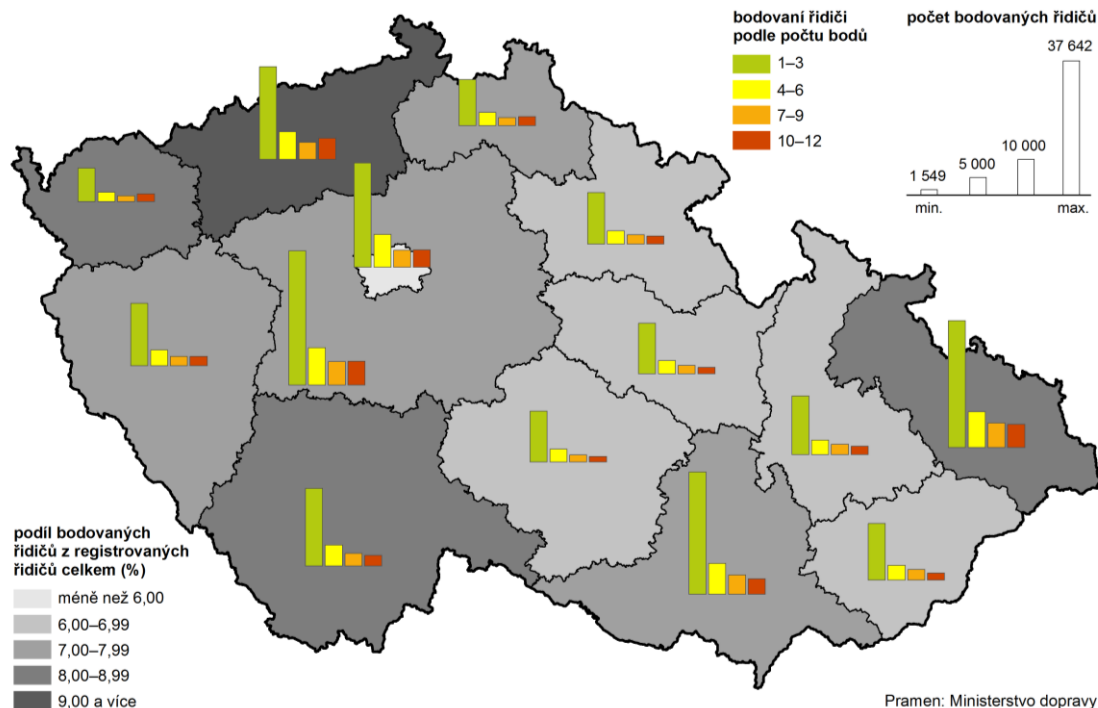 bodovaní řidiči
podle počtu bodů
1–3
4–6
7–9
10–12
počet bodovaných řidičů
37 642
10 000
5 000
1 549
min.
max.
podíl bodovaných
řidičů z registrovaných
řidičů celkem (%)
méně než 6,00
6,00–6,99
7,00–7,99
8,00–8,99
9,00 a více
Pramen: Ministerstvo dopravy